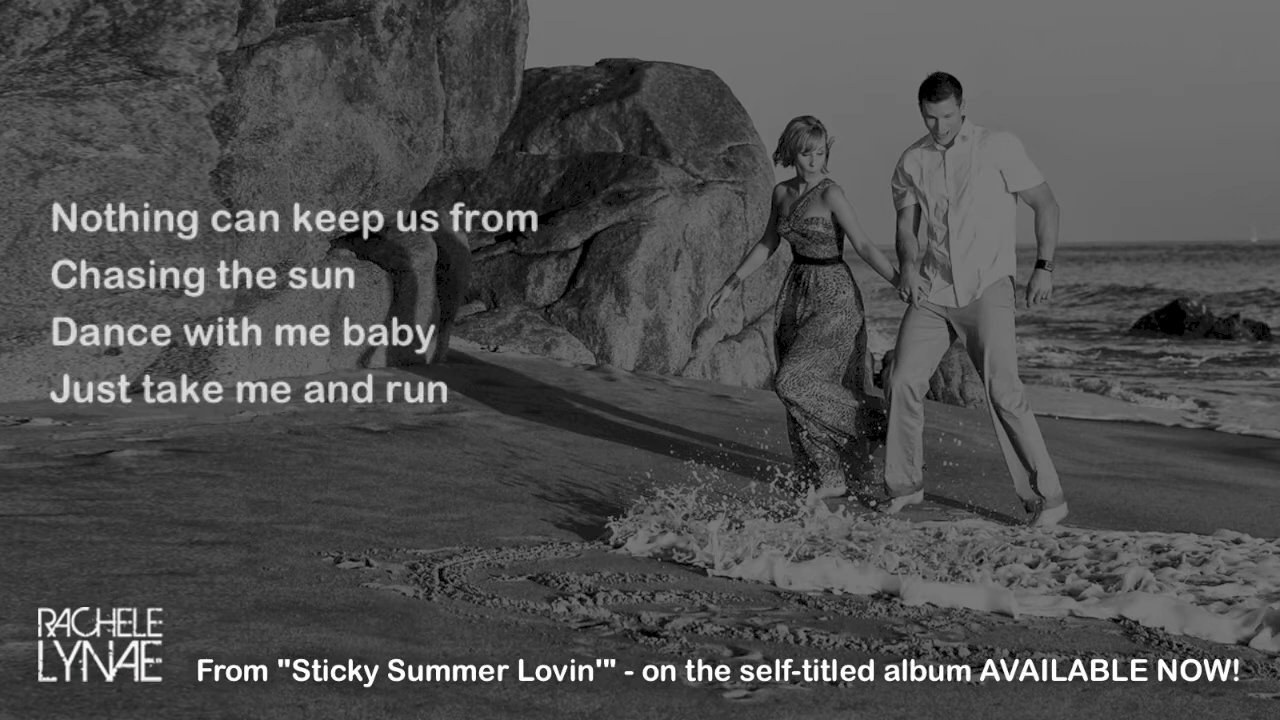 Nothing can keep us from
Chasing the sun
Dance with me baby
Just take me and run
RACHELE
LYNAE
From "Sticky Summer Lovin'" - on the self-titled album AVAILABLE NOW!